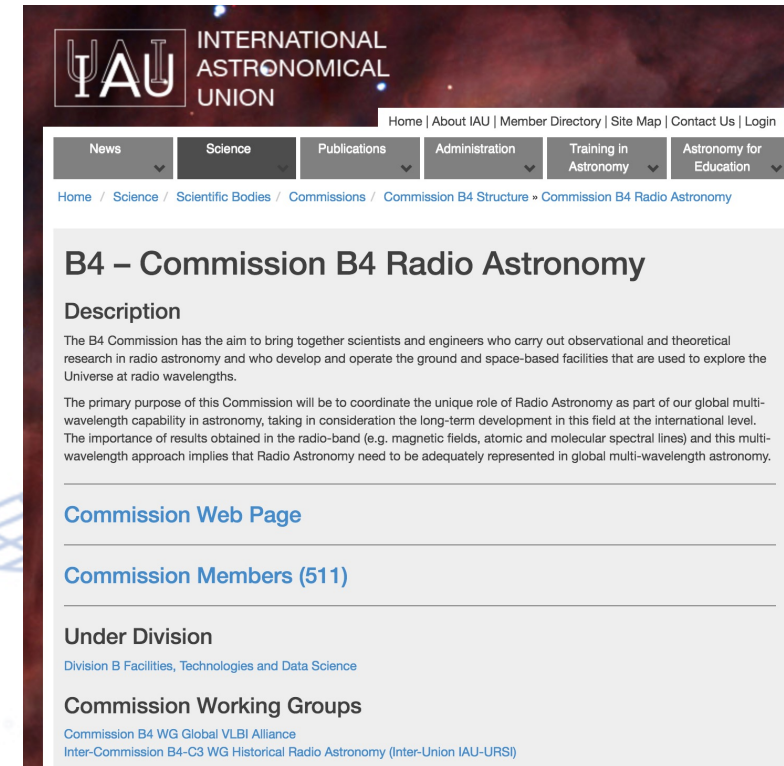 IAU
INTERNATIONAL
ASTRONOMICAL
UNION
Home | About IAU | Member Directory | Site Map | Contact Us | Login
News
Science
Publications
Administration
Training in
Astronomy
Astronomy for
Education
Home / Science / Scientific Bodies / Commissions / Commission B4 Structure » Commission B4 Radio Astronomy
B4 – Commission B4 Radio Astronomy
Description
The B4 Commission has the aim to bring together scientists and engineers who carry out observational and theoretical
research in radio astronomy and who develop and operate the ground and space-based facilities that are used to explore the
Universe at radio wavelengths.
The primary purpose of this Commission will be to coordinate the unique role of Radio Astronomy as part of our global multi-
wavelength capability in astronomy, taking in consideration the long-term development in this field at the international level.
The importance of results obtained in the radio-band (e.g. magnetic fields, atomic and molecular spectral lines) and this multi-
wavelength approach implies that Radio Astronomy need to be adequately represented in global multi-wavelength astronomy.
Commission Web Page
Commission Members (511)
Under Division
Division B Facilities, Technologies and Data Science
Commission Working Groups
Commission B4 WG Global VLBI Alliance
Inter-Commission B4-C3 WG Historical Radio Astronomy (Inter-Union IAU-URSI)